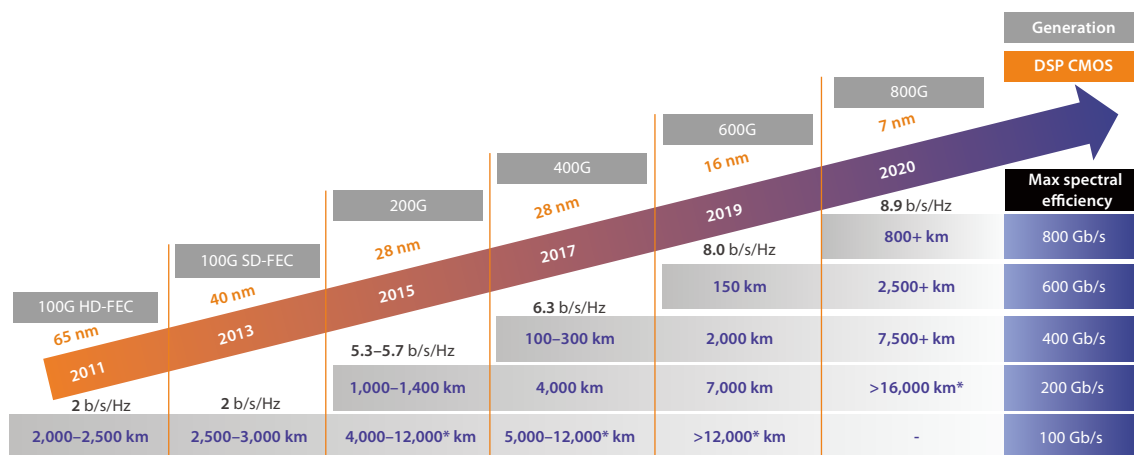 Generation
DSP CMOS
800G
7 nm
600G
16 nm
400G
28 nm
200G
28 nm
100G SD-FEC
40 nm
100G HD-FEC
65 nm
2011
2013
2015
2017
2019
2020
Max spectral
efficiency
2 b/s/Hz
2 b/s/Hz
5.3–5.7 b/s/Hz
6.3 b/s/Hz
8.0 b/s/Hz
8.9 b/s/Hz
800+ km
800 Gb/s
150 km
2,500+ km
600 Gb/s
100–300 km
2,000 km
7,500+ km
400 Gb/s
1,000–1,400 km
4,000 km
7,000 km
>16,000 km*
200 Gb/s
2,000–2,500 km
2,500–3,000 km
4,000–12,000* km
5,000–12,000* km
>12,000* km
-
100 Gb/s